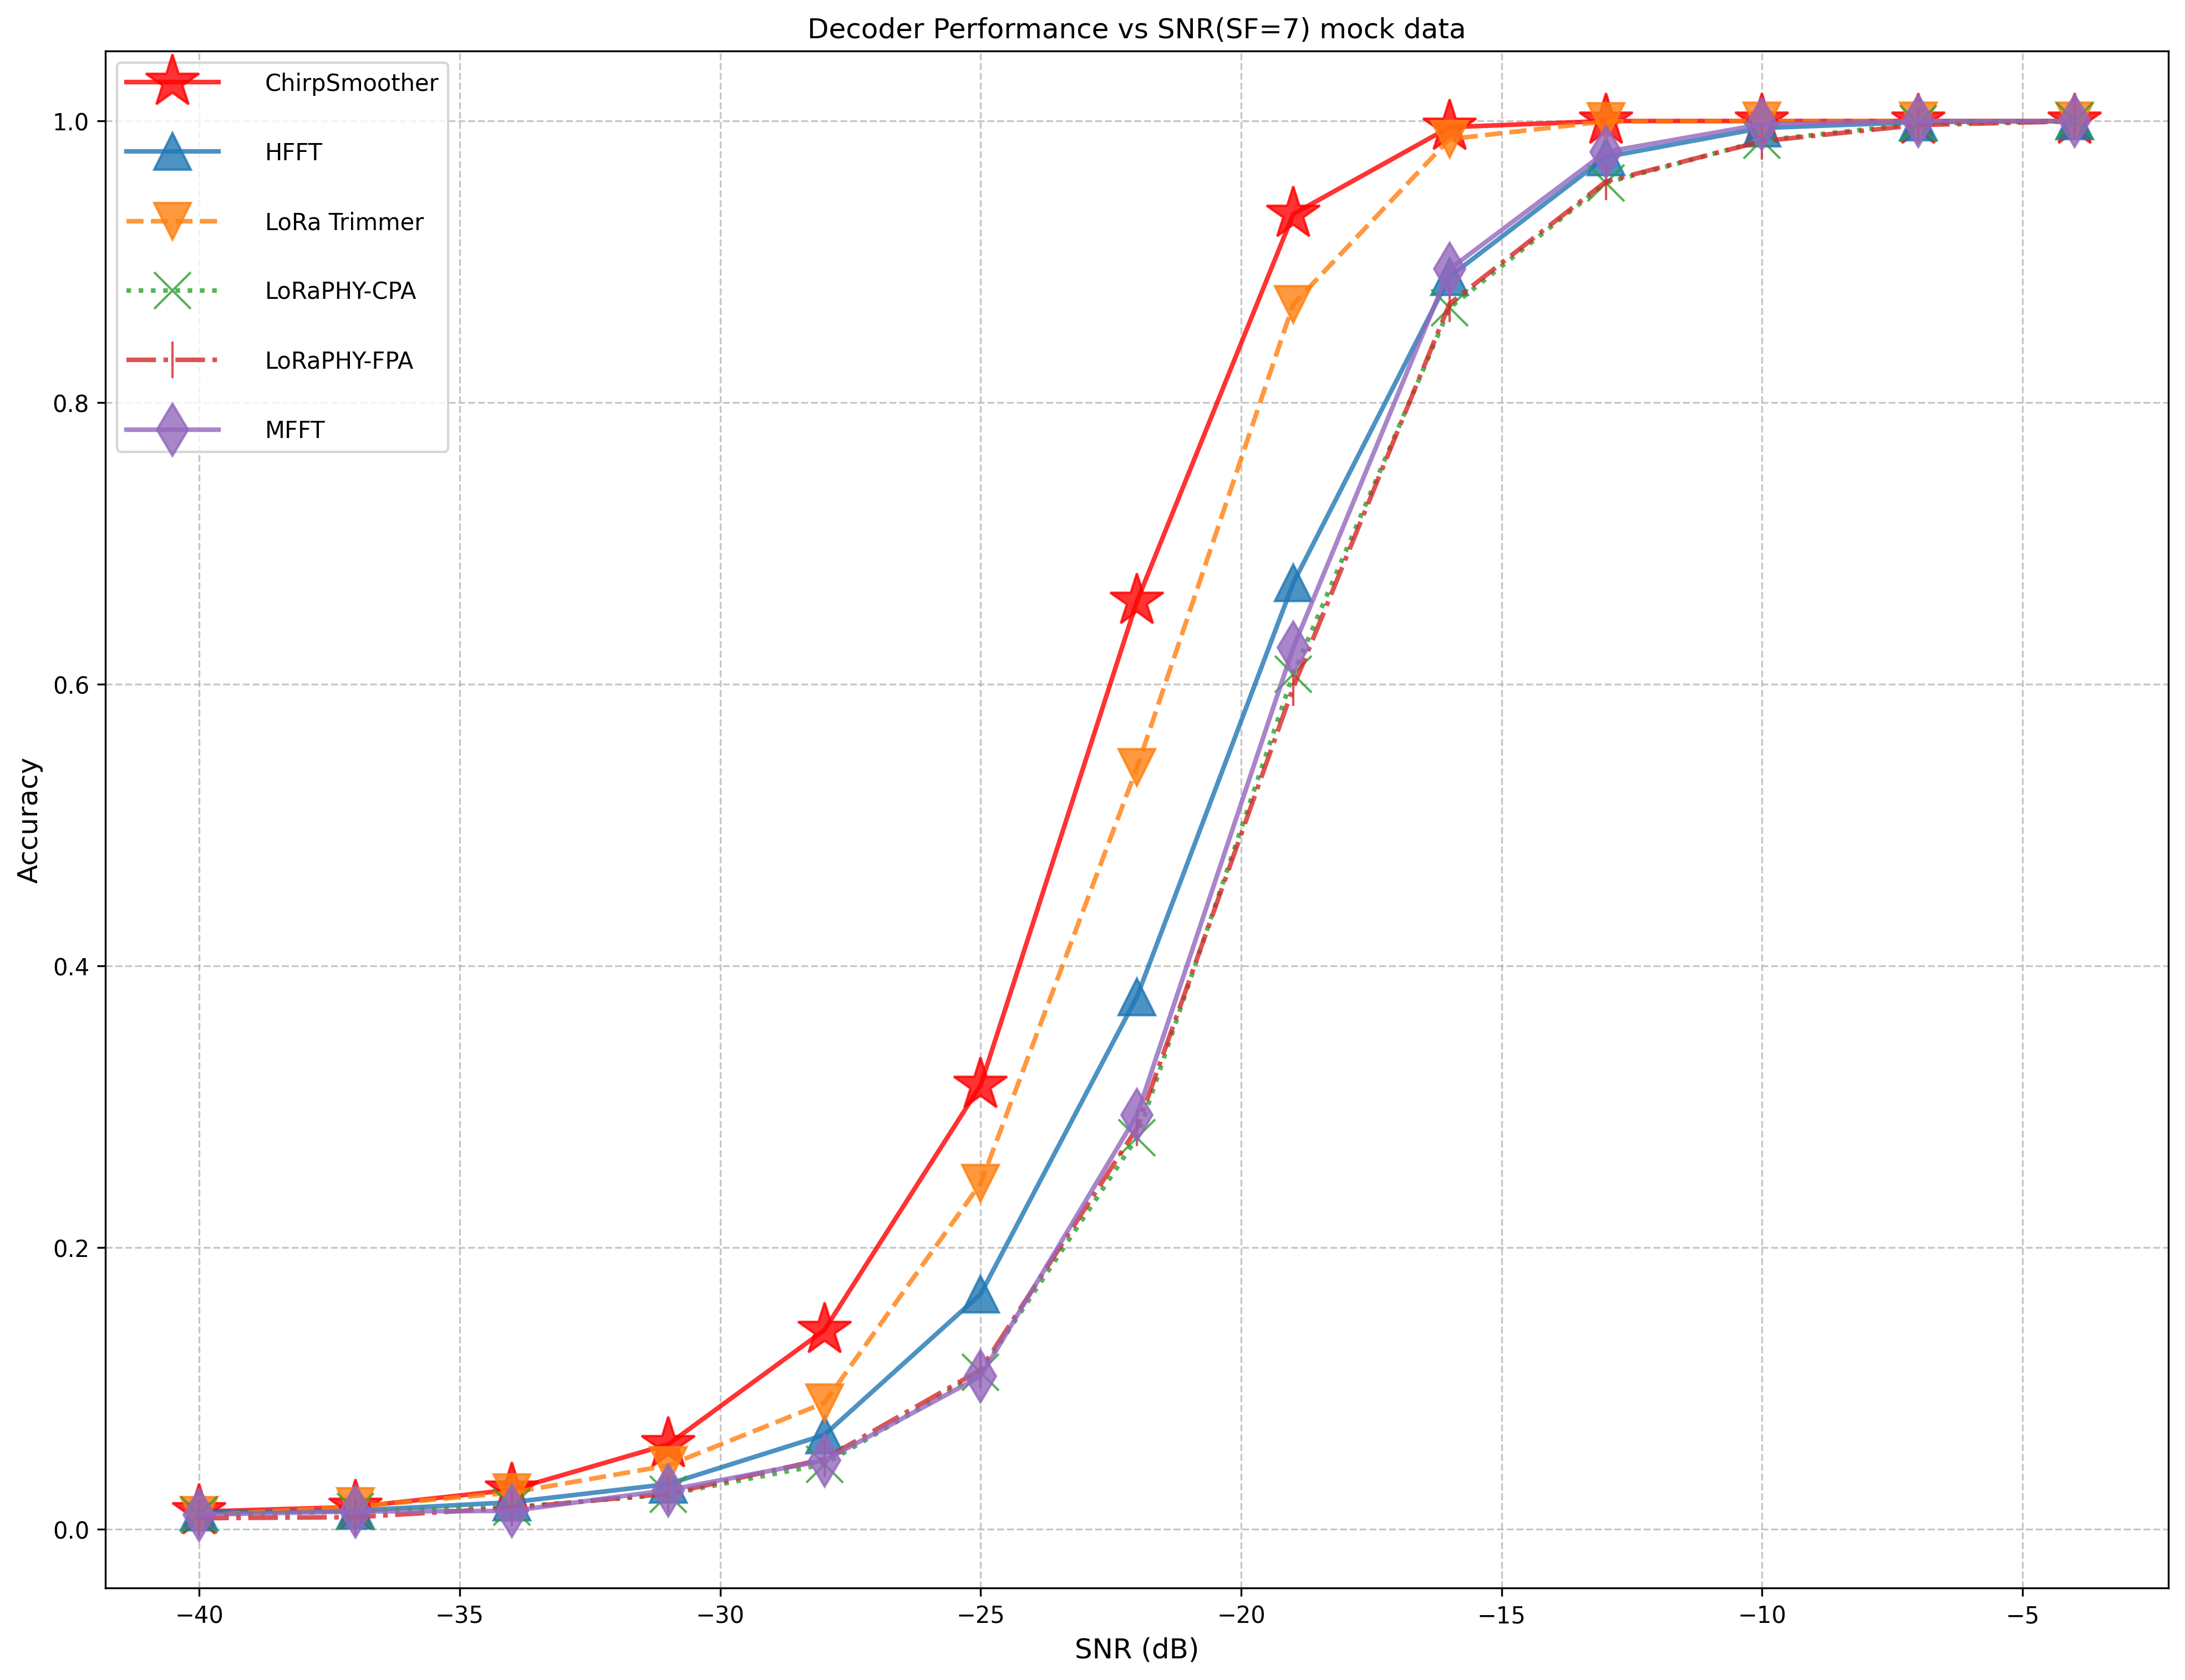 Decoder Performance vs SNR(SF=7) mock data
ChirpSmoother
HFFT
LoRa Trimmer
LoRaPHY-CPA
LoRaPHY-FPA
MFFT
Accuracy
1.0
0.8
0.6
0.4
0.2
0.0
−40
−35
−30
−25
−20
−15
−10
−5
SNR (dB)